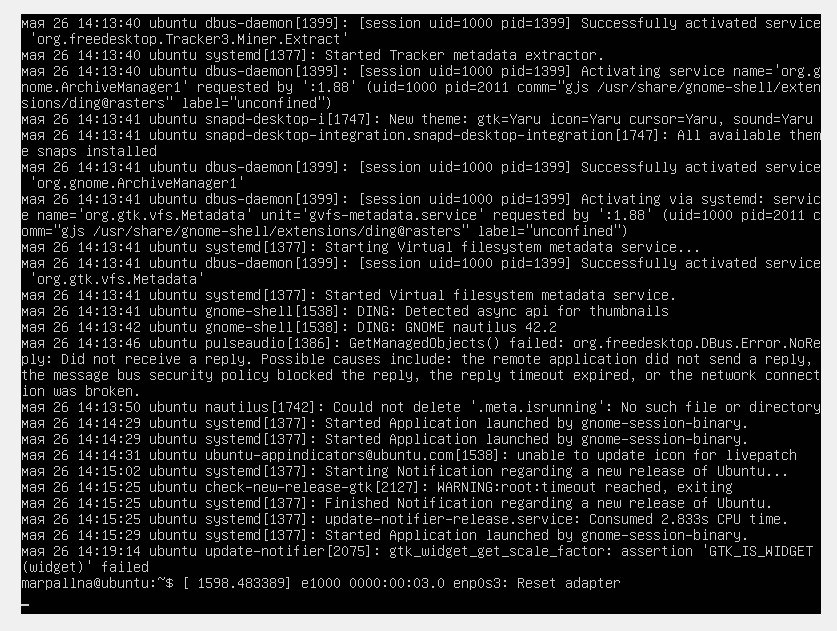 мая 26 14:13:40 ubuntu dbus-daemon[1399]: [session uid=1000 pid=1399] Successfully activated service
 'org.freedesktop.Tracker3.Miner.Extract'
мая 26 14:13:40 ubuntu systemd[1377]: Started Tracker metadata extractor.
мая 26 14:13:40 ubuntu dbus-daemon[1399]: [session uid=1000 pid=1399] Activating service name='org.g
nome.ArchiveManager1' requested by ':1.88' (uid=1000 pid=2011 comm="gjs /usr/share/gnome-shell/exten
sions/ding@rasters" label="unconfined")
мая 26 14:13:41 ubuntu snapd-desktop-i[1747]: New theme: gtk=Yaru icon=Yaru cursor=Yaru, sound=Yaru
мая 26 14:13:41 ubuntu snapd-desktop-integration.snapd-desktop-integration[1747]: All available them
e snaps installed
мая 26 14:13:41 ubuntu dbus-daemon[1399]: [session uid=1000 pid=1399] Successfully activated service
 'org.gnome.ArchiveManager1'
мая 26 14:13:41 ubuntu dbus-daemon[1399]: [session uid=1000 pid=1399] Activating via systemd: servic
e name='org.gtk.vfs.Metadata' unit='gvfs-metadata.service' requested by ':1.88' (uid=1000 pid=2011 c
omm="gjs /usr/share/gnome-shell/extensions/ding@rasters" label="unconfined")
мая 26 14:13:41 ubuntu systemd[1377]: Starting Virtual filesystem metadata service...
мая 26 14:13:41 ubuntu dbus-daemon[1399]: [session uid=1000 pid=1399] Successfully activated service
 'org.gtk.vfs.Metadata'
мая 26 14:13:41 ubuntu systemd[1377]: Started Virtual filesystem metadata service.
мая 26 14:13:41 ubuntu gnome-shell[1538]: DING: Detected async api for thumbnails
мая 26 14:13:42 ubuntu gnome-shell[1538]: DING: GNOME nautilus 42.2
мая 26 14:13:46 ubuntu pulseaudio[1386]: GetManagedObjects() failed: org.freedesktop.DBus.Error.NoRe
ply: Did not receive a reply. Possible causes include: the remote application did not send a reply,
the message bus security policy blocked the reply, the reply timeout expired, or the network connect
ion was broken.
мая 26 14:13:50 ubuntu nautilus[1742]: Could not delete '.meta.isrunning': No such file or directory
мая 26 14:14:29 ubuntu systemd[1377]: Started Application launched by gnome-session-binary.
мая 26 14:14:29 ubuntu systemd[1377]: Started Application launched by gnome-session-binary.
мая 26 14:14:31 ubuntu ubuntu-appindicators@ubuntu.com[1538]: unable to update icon for livepatch
мая 26 14:15:02 ubuntu systemd[1377]: Starting Notification regarding a new release of Ubuntu...
мая 26 14:15:25 ubuntu check-new-release-gtk[2127]: WARNING:root:timeout reached, exiting
мая 26 14:15:25 ubuntu systemd[1377]: Finished Notification regarding a new release of Ubuntu.
мая 26 14:15:25 ubuntu systemd[1377]: update-notifier-release.service: Consumed 2.833s CPU time.
мая 26 14:15:29 ubuntu systemd[1377]: Started Application launched by gnome-session-binary.
мая 26 14:19:14 ubuntu update-notifier[2075]: gtk_widget_get_scale_factor: assertion 'GTK_IS_WIDGET
(widget)' failed
marpallna@ubuntu:~$ [ 1598.483389] e1000 0000:00:03.0 enp0s3: Reset adapter